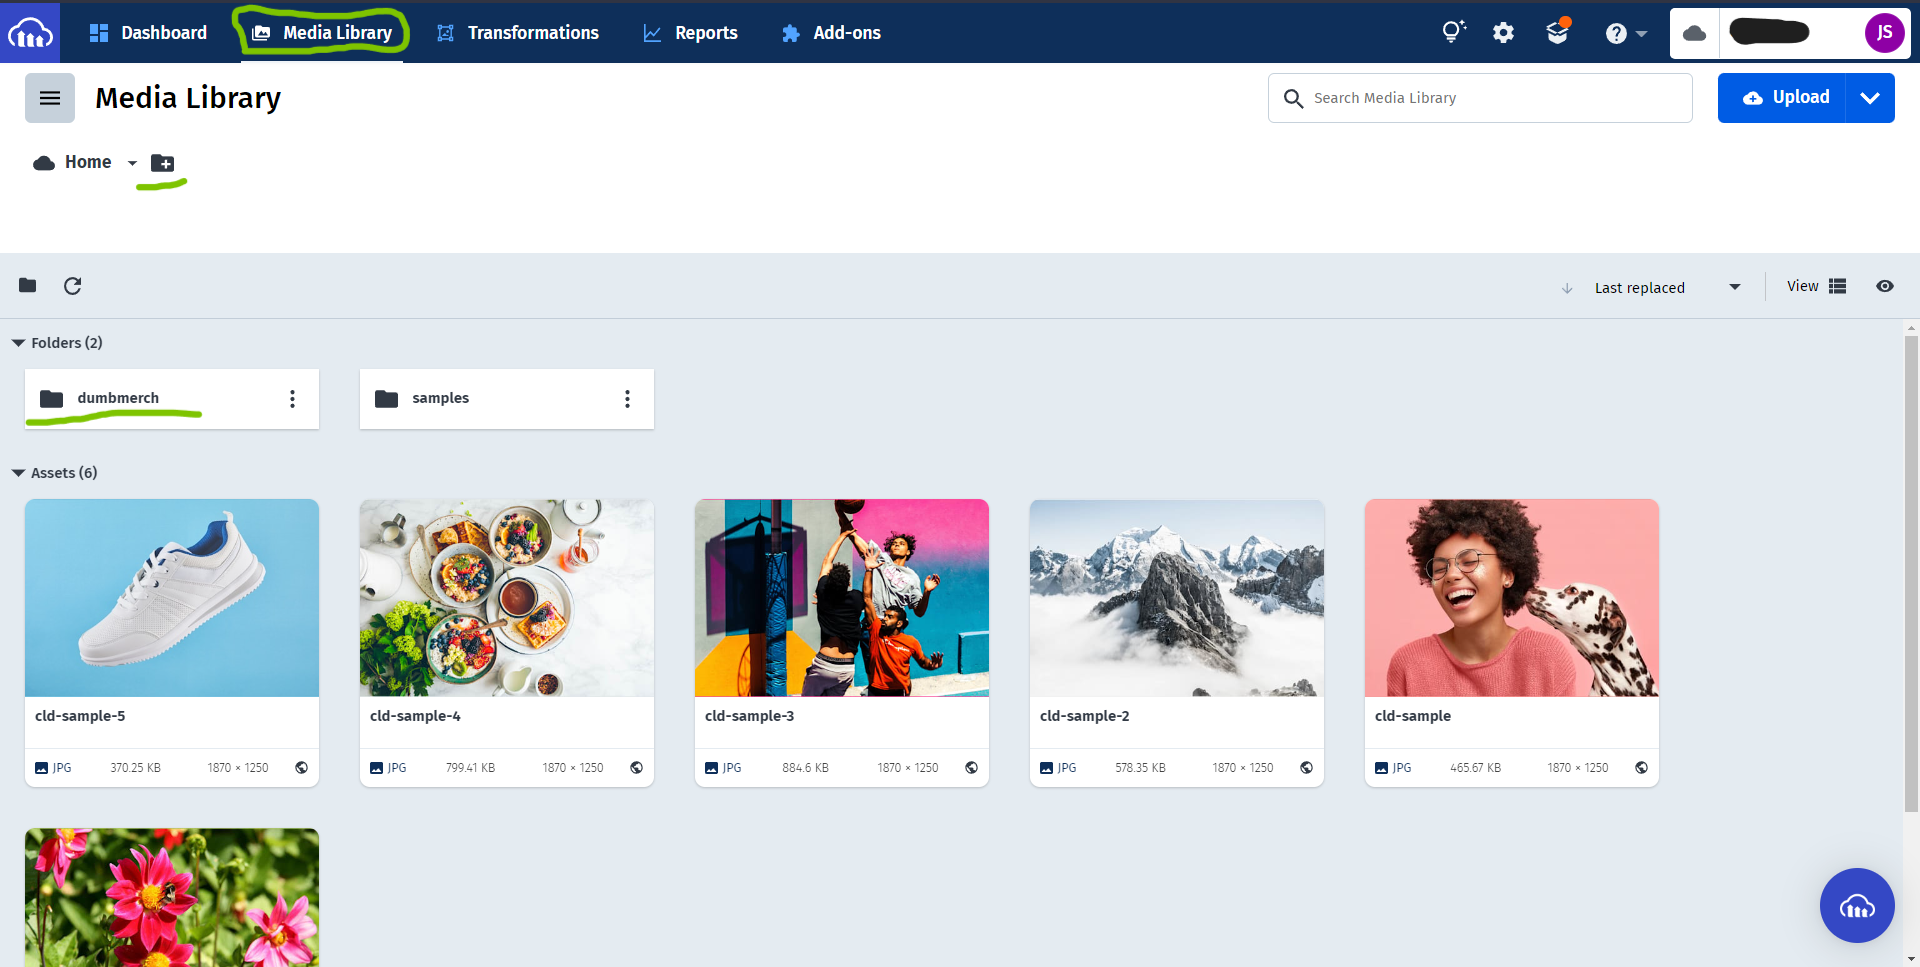 Dashboard Media Library Transformations Reports Add-ons JS
Media Library Search Media Library Upload
Home
Last replaced View
Folders (2)
dumbmerch samples
Assets (6)
cld-sample-5 cld-sample-4 cld-sample-3 cld-sample-2 cld-sample
JPG 370.25 KB 1870 × 1250 JPG 799.41 KB 1870 × 1250 JPG 884.6 KB 1870 × 1250 JPG 578.35 KB 1870 × 1250 JPG 465.67 KB 1870 × 1250